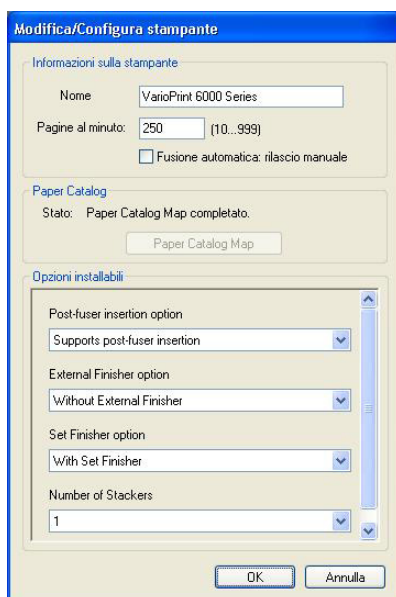 Modifica/Configura stampante
Informazioni sulla stampante
Nome VarioPrint 6000 Series
Pagine al minuto: 250 (10...999)
Fusione automatica: rilascio manuale
Paper Catalog
Stato: Paper Catalog Map completato.
Paper Catalog Map
Opzioni installabili
Post-fuser insertion option
Supports post-fuser insertion
External Finisher option
Without External Finisher
Set Finisher option
With Set Finisher
Number of Stackers
1
OK Annulla